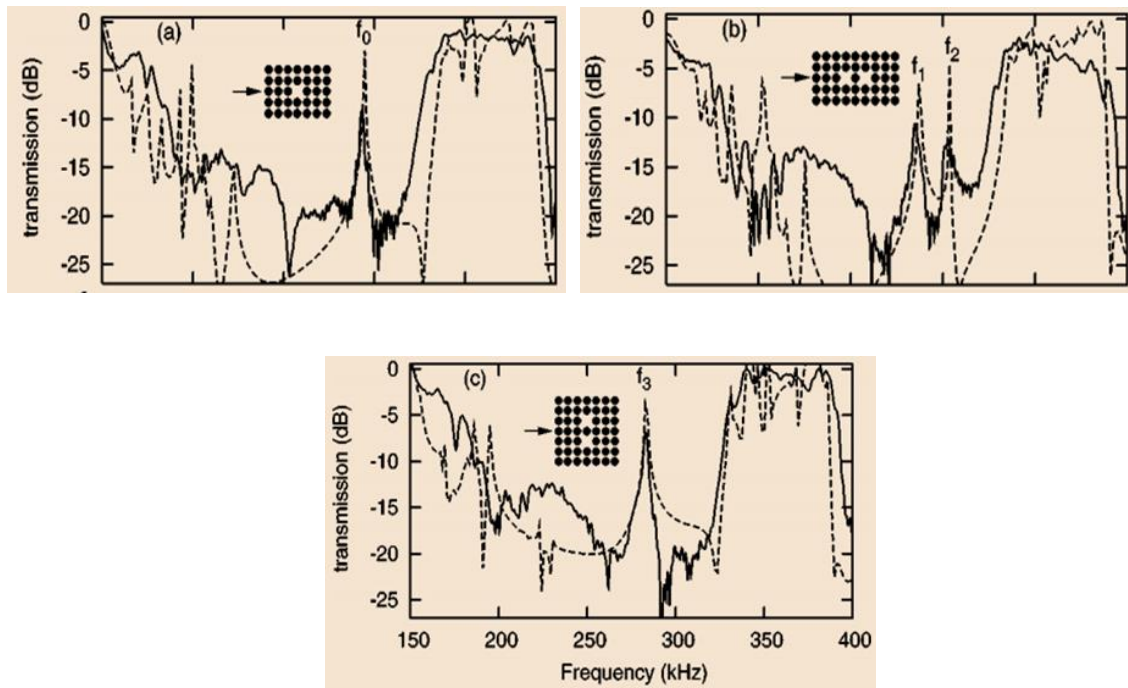 (a)
f0
0
-5
-10
-15
-20
-25
transmission (dB)
(b)
f1
f2
0
-5
-10
-15
-20
-25
transmission (dB)
(c)
f3
0
-5
-10
-15
-20
-25
transmission (dB)
150 200 250 300 350 400
Frequency (kHz)